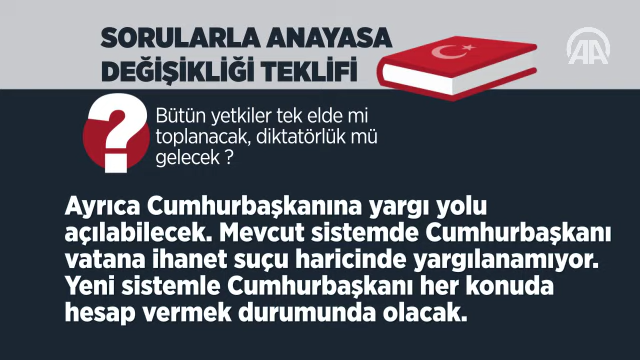 SORULARLA ANAYASA
DEĞİŞİKLİĞİ TEKLİFİ
AA
?
Bütün yetkiler tek elde mi
toplanacak, diktatörlük mü
gelecek ?
Ayrıca Cumhurbaşkanına yargı yolu
açılabilecek. Mevcut sistemde Cumhurbaşkanı
vatana ihanet suçu haricinde yargılanamıyor.
Yeni sistemle Cumhurbaşkanı her konuda
hesap vermek durumunda olacak.